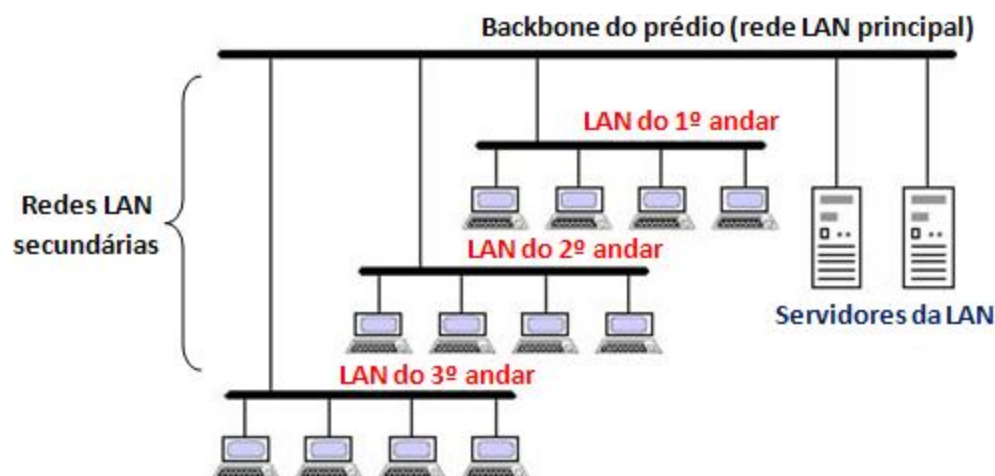 Backbone do prédio (rede LAN principal)
LAN do 1º andar
Redes LAN
secundárias
LAN do 2º andar
Servidores da LAN
LAN do 3º andar